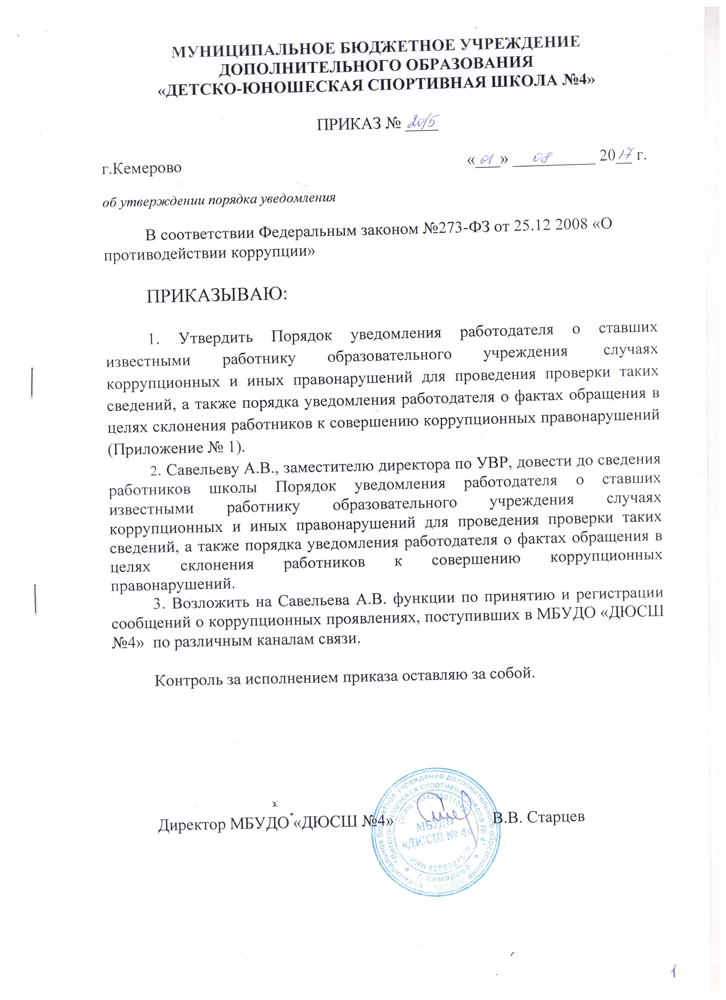 МУНИЦИПАЛЬНОЕ БЮДЖЕТНОЕ УЧРЕЖДЕНИЕ
ДОПОЛНИТЕЛЬНОГО ОБРАЗОВАНИЯ
«ДЕТСКО-ЮНОШЕСКАЯ СПОРТИВНАЯ ШКОЛА №4»
ПРИКАЗ №
г.Кемерово «01» 08 2017 г.
об утверждении порядка уведомления
В соответствии Федеральным законом №273-ФЗ от 25.12 2008 «О
противодействии коррупции»
ПРИКАЗЫВАЮ:
1. Утвердить Порядок уведомления работодателя о ставших
известными работнику образовательного учреждения случаях
коррупционных и иных правонарушений для проведения проверки таких
сведений, а также порядка уведомления работодателя о фактах обращения в
целях склонения работников к совершению коррупционных правонарушений
(Приложение № 1).
2. Савельеву А.В., заместителю директора по УВР, довести до сведения
работников школы Порядок уведомления работодателя о ставших
известными работнику образовательного учреждения случаях
коррупционных и иных правонарушений для проведения проверки таких
сведений, а также порядка уведомления работодателя о фактах обращения в
целях склонения работников к совершению коррупционных
правонарушений.
3. Возложить на Савельева А.В. функции по принятию и регистрации
сообщений о коррупционных проявлениях, поступивших в МБУДО «ДЮСШ
№4» по различным каналам связи.
Контроль за исполнением приказа оставляю за собой.
Директор МБУДО «ДЮСШ №4» В.В. Старцев
Муниципальное бюджетное учреждение дополнительного образования
"Детско-юношеская спортивная школа № 4"
ОГРН
МБУДО
«ДЮСШ № 4»
ИНН
* г. Кемерово *
1